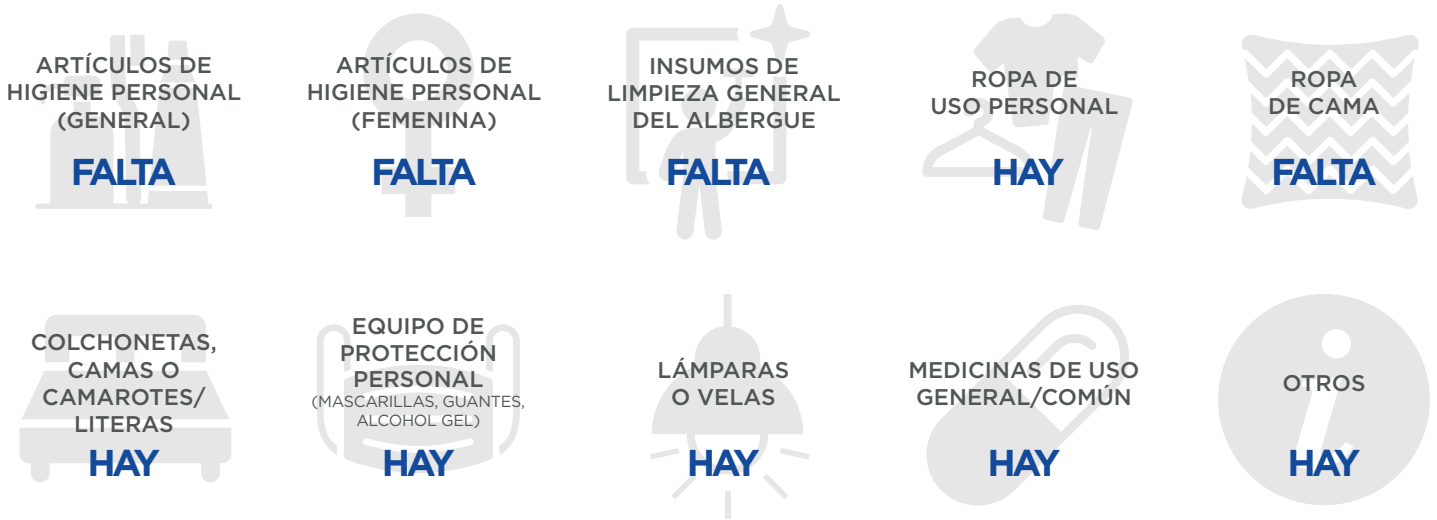 ARTÍCULOS DE
HIGIENE PERSONAL
(GENERAL)
FALTA
ARTÍCULOS DE
HIGIENE PERSONAL
(FEMENINA)
FALTA
INSUMOS DE
LIMPIEZA GENERAL
DEL ALBERGUE
FALTA
ROPA DE
USO PERSONAL
HAY
ROPA
DE CAMA
FALTA
COLCHONETAS,
CAMAS O
CAMAROTES/
LITERAS
HAY
EQUIPO DE
PROTECCIÓN
PERSONAL
(MASCARILLAS, GUANTES,
ALCOHOL GEL)
HAY
LÁMPARAS
O VELAS
HAY
MEDICINAS DE USO
GENERAL/COMÚN
HAY
OTROS
HAY